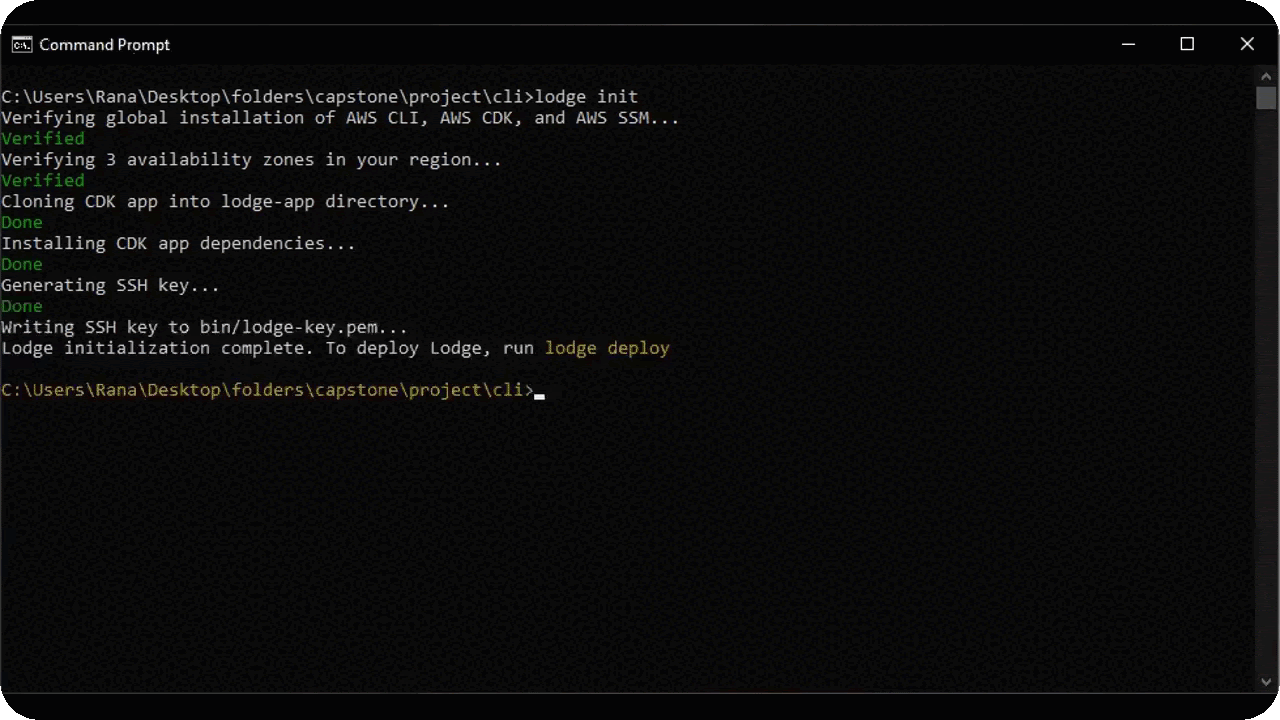 Command Prompt
C:\Users\Rana\Desktop\folders\capstone\project\cli>lodge init
Verifying global installation of AWS CLI, AWS CDK, and AWS SSM...
Verified
Verifying 3 availability zones in your region...
Verified
Cloning CDK app into lodge-app directory...
Done
Installing CDK app dependencies...
Done
Generating SSH key...
Done
Writing SSH key to bin/lodge-key.pem...
Lodge initialization complete. To deploy Lodge, run lodge deploy
C:\Users\Rana\Desktop\folders\capstone\project\cli>